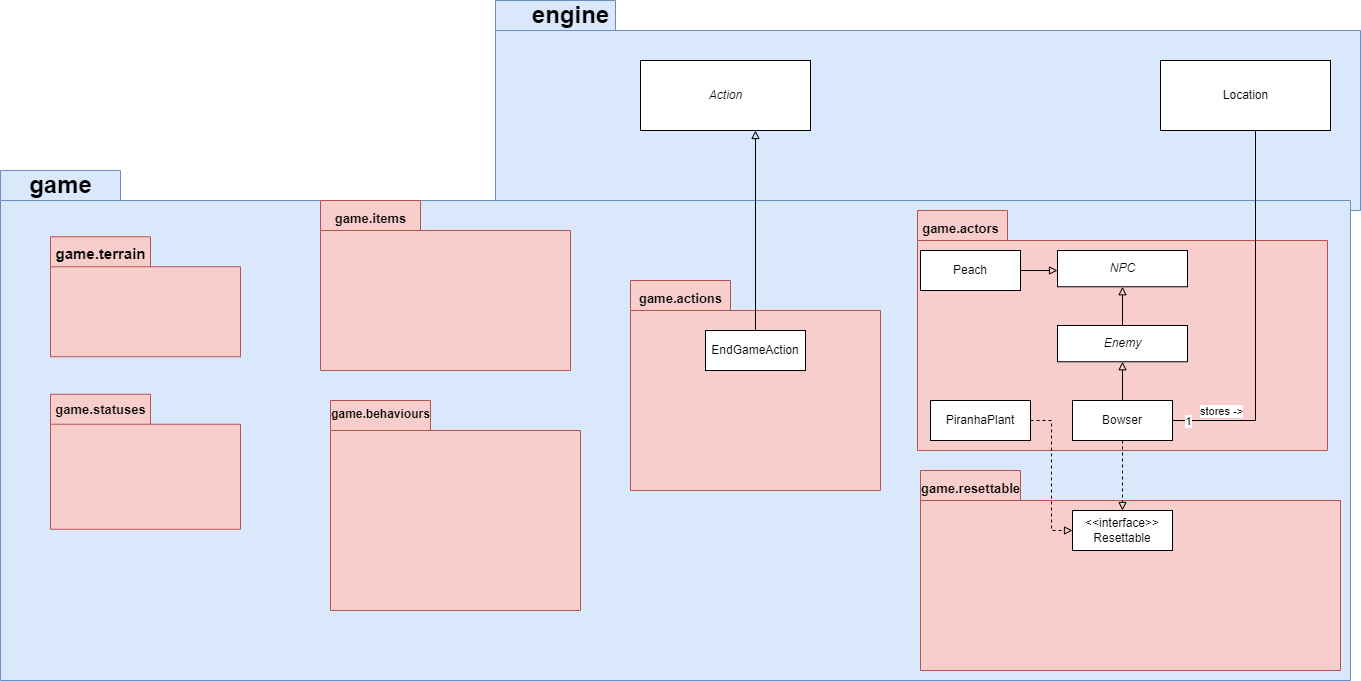 engine
Action
Location
game
game.items
game.actors
game.terrain
Peach
NPC
game.actions
Enemy
EndGameAction
game.statuses
game.behaviours
PiranhaPlant
Bowser
1
stores ->
game.resettable
<<interface>>
Resettable